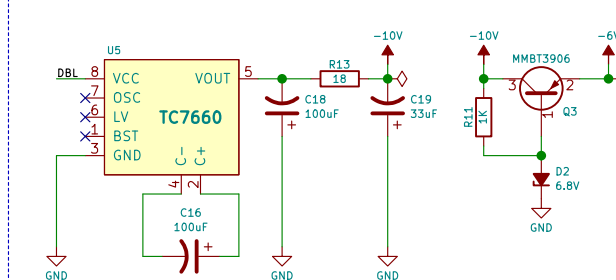 U5
DBL
8 VCC
7 OSC
6 LV
1 BST
3 GND
VOUT 5
TC7660
C-
C+
4
2
C16
100uF
+
GND
R13
18
-10V
C18
100uF
+
GND
C19
33uF
+
GND
-10V
MMBT3906
3
2
1
Q3
R11
1K
-6V
D2
6.8V
GND